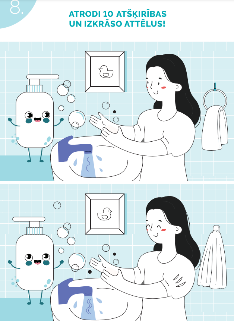 8.
ATRODI 10 ATŠĶIRĪBAS
UN IZKRĀSO ATTĒLUS!